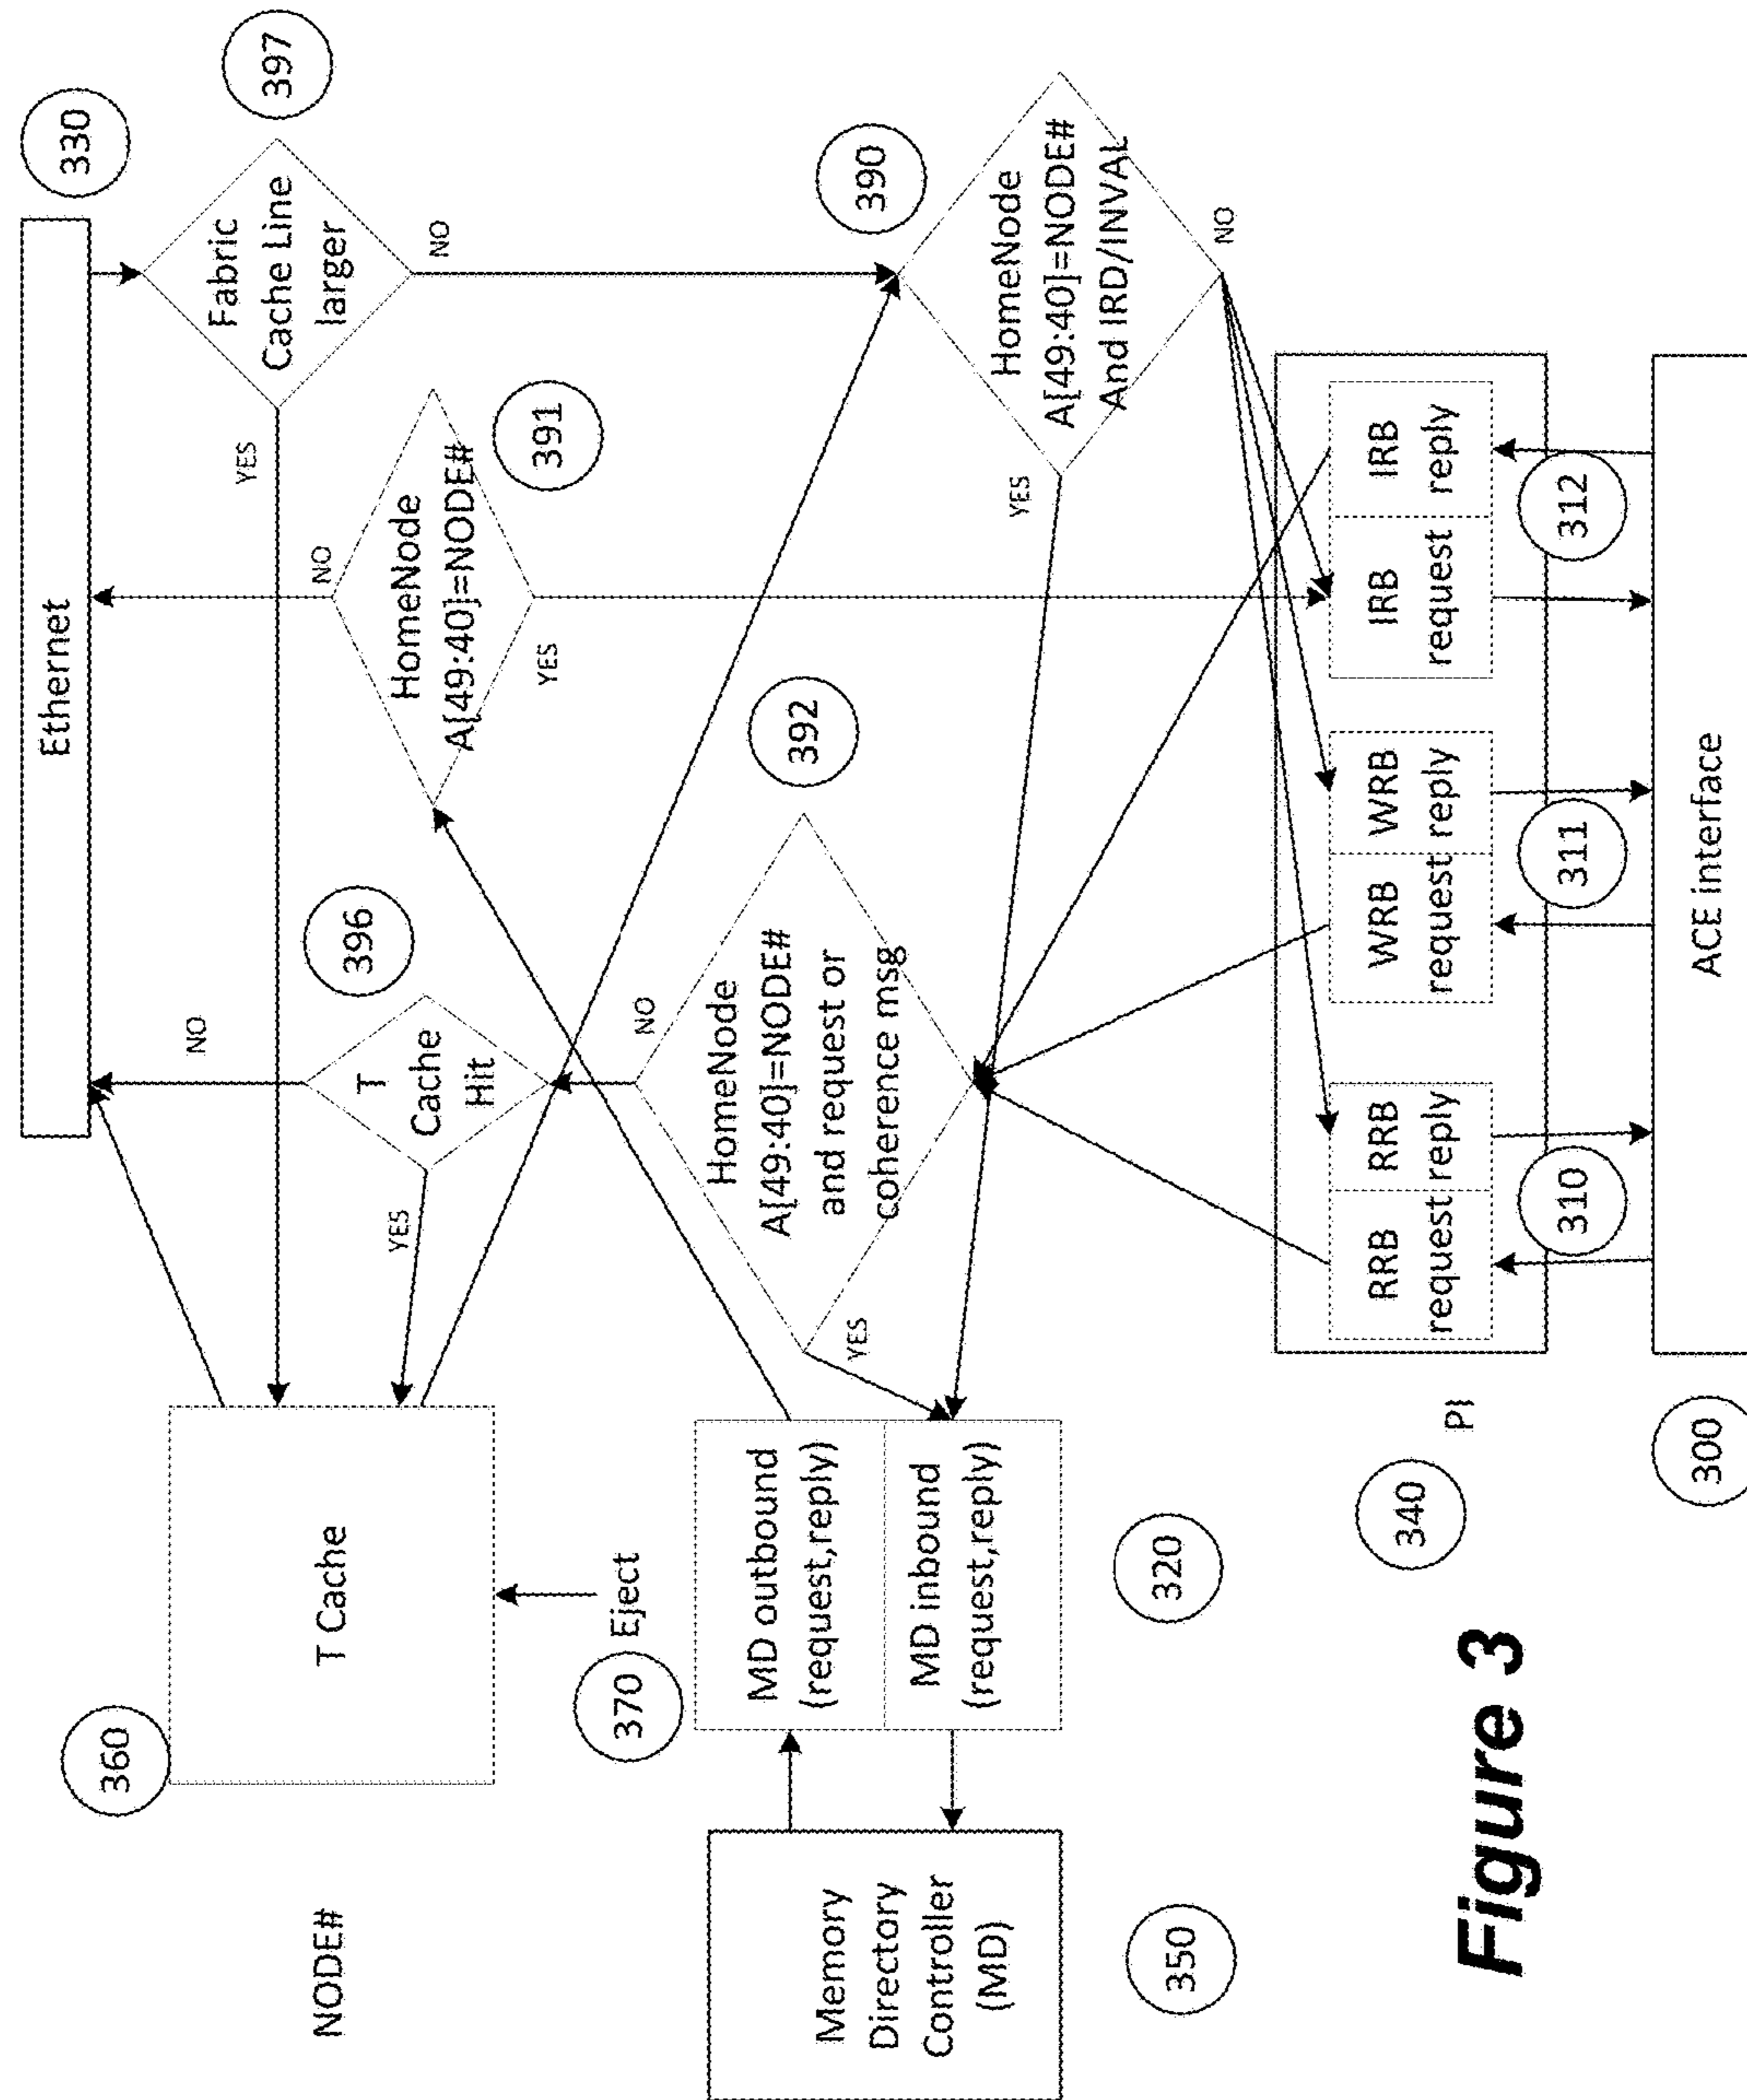 NODE#
360
T Cache
370
Eject
Ethernet
330
NO
396
T
Cache
Hit
YES
YES
NO
391
HomeNode
A[49:40]=NODE#
YES
Fabric
Cache Line
larger
397
NO
Memory
Directory
Controller
(MD)
350
MD outbound
(request,reply)
MD inbound
(request,reply)
320
YES
NO
392
HomeNode
A[49:40]=NODE#
and request or
coherence msg
390
HomeNode
A[49:40]=NODE#
And IRD/INVAL
YES
NO
340
PI
RRB
request
RRB
reply
WRB
request
WRB
reply
IRB
request
IRB
reply
310
311
312
300
ACE interface
Figure 3